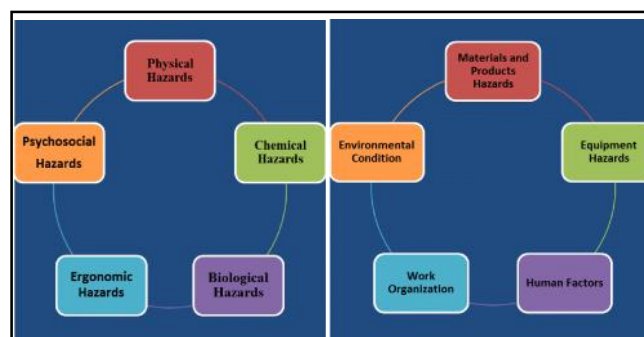 Physical
Hazards
Psychosocial
Hazards
Chemical
Hazards
Ergonomic
Hazards
Biological
Hazards
Materials and
Products
Hazards
Environmental
Condition
Equipment
Hazards
Work
Organization
Human Factors